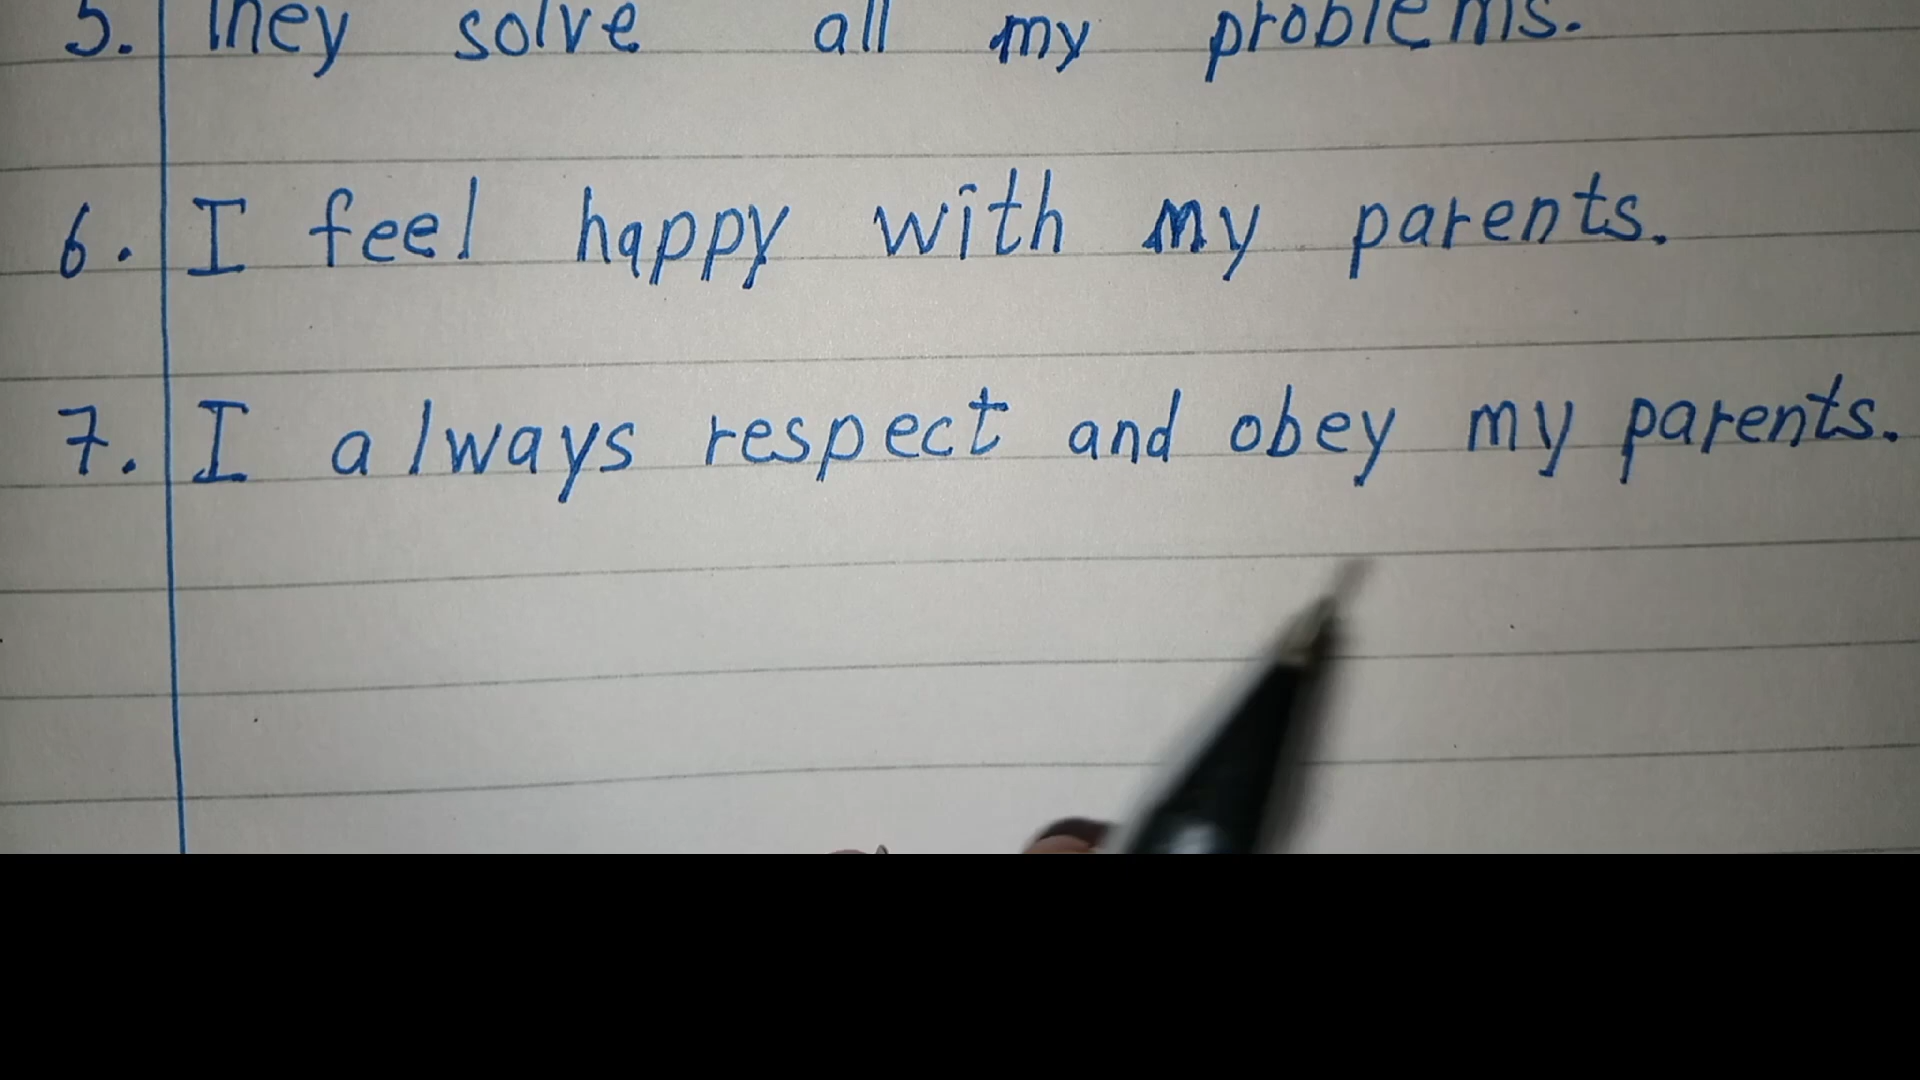 5. They solve all my problems.
6. I feel happy with my parents.
7. I always respect and obey my parents.